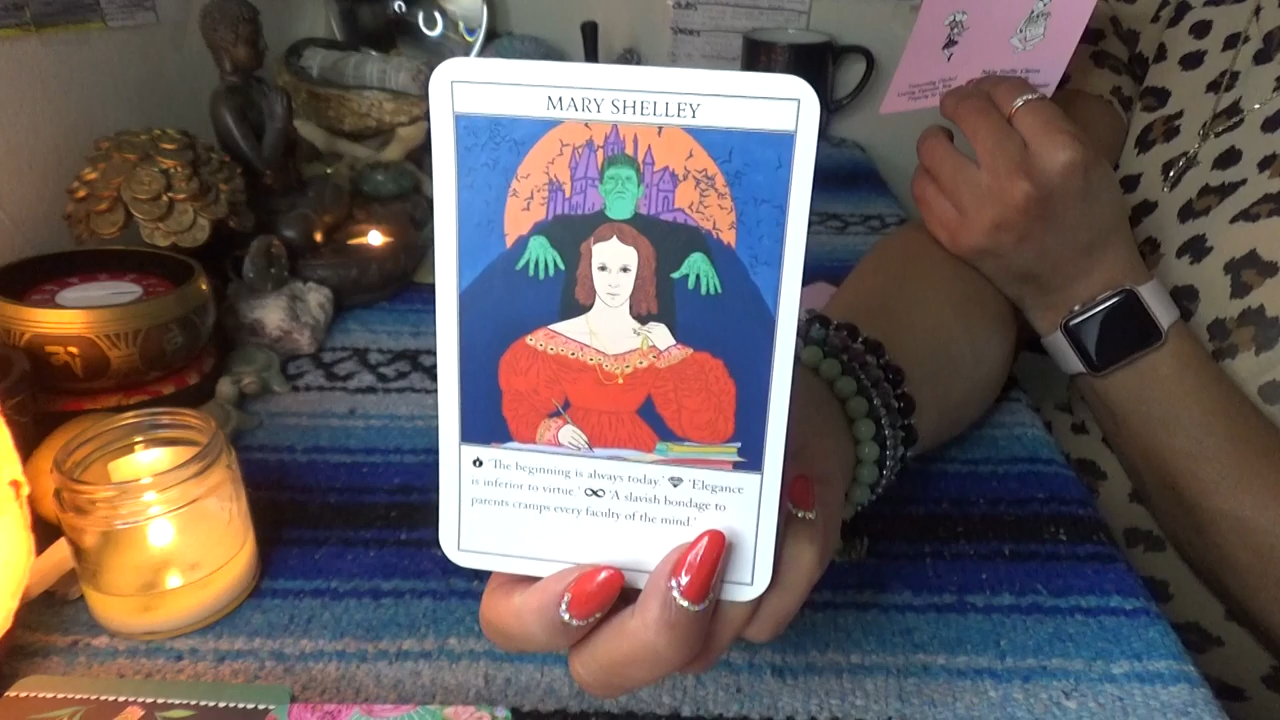 MARY SHELLEY
'The beginning is always today.' 'Elegance
is inferior to virtue.' 'A slavish bondage to
parents cramps every faculty of the mind.'